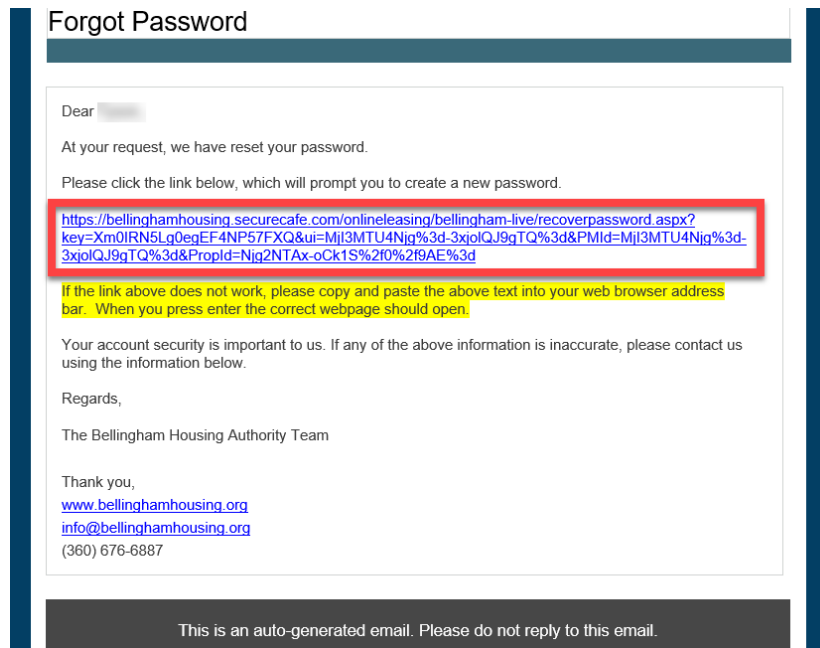 Forgot Password
Dear
At your request, we have reset your password.
Please click the link below, which will prompt you to create a new password.
https://bellinghamhousing.securecafe.com/onlineleasing/bellingham-live/recoverpassword.aspx?
key=Xm0IRN5Lg0egEF4NP57FXQ&ui=MjI3MTU4Njg%3d-3xjolQJ9gTQ%3d&PMId=MjI3MTU4Njg%3d-
3xjolQJ9gTQ%3d&PropId=Njg2NTAx-oCk1S%2f0%2f9AE%3d
If the link above does not work, please copy and paste the above text into your web browser address
bar.  When you press enter the correct webpage should open.
Your account security is important to us. If any of the above information is inaccurate, please contact us
using the information below.
Regards,
The Bellingham Housing Authority Team
Thank you,
www.bellinghamhousing.org
info@bellinghamhousing.org
(360) 676-6887
This is an auto-generated email. Please do not reply to this email.